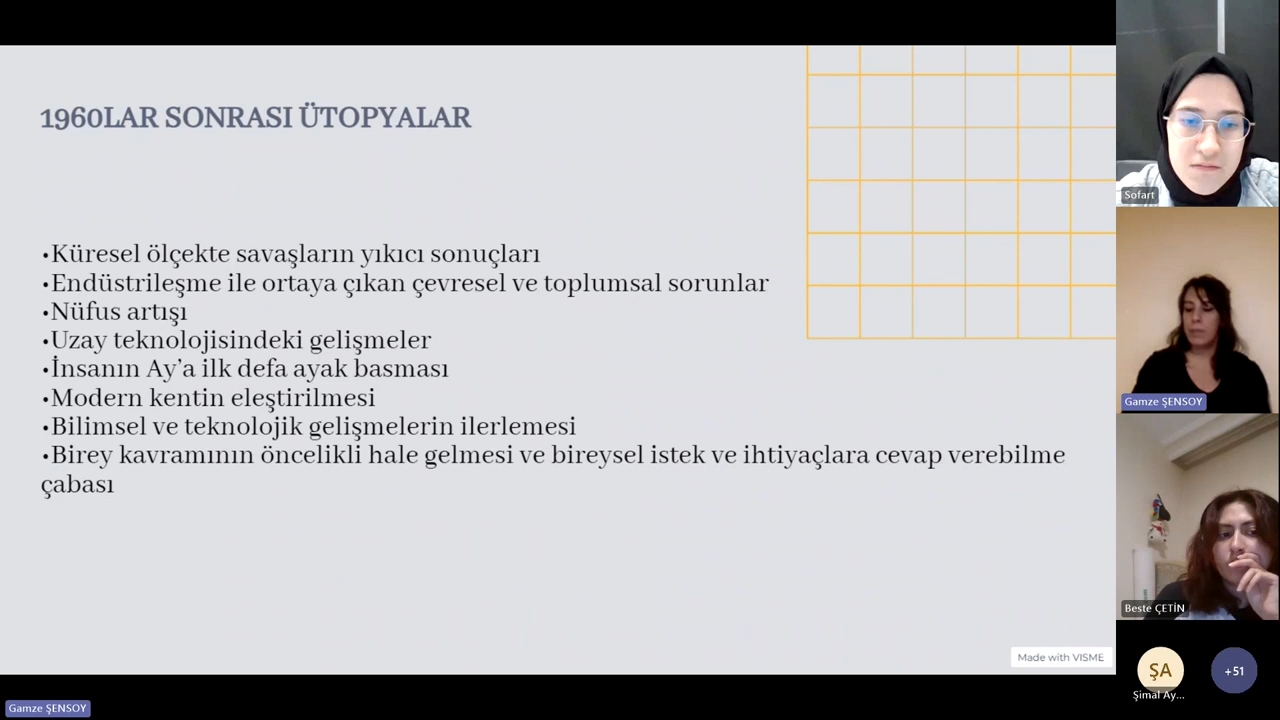 1960LAR SONRASI ÜTOPYALAR
•Küresel ölçekte savaşların yıkıcı sonuçları
•Endüstrileşme ile ortaya çıkan çevresel ve toplumsal sorunlar
•Nüfus artışı
•Uzay teknolojisindeki gelişmeler
•İnsanın Ay’a ilk defa ayak basması
•Modern kentin eleştirilmesi
•Bilimsel ve teknolojik gelişmelerin ilerlemesi
•Birey kavramının öncelikli hale gelmesi ve bireysel istek ve ihtiyaçlara cevap verebilme
çabası
Made with VISME
Gamze ŞENSOY
Sofart
Gamze ŞENSOY
Beste ÇETİN
ŞA
+51
Şimal Ay...